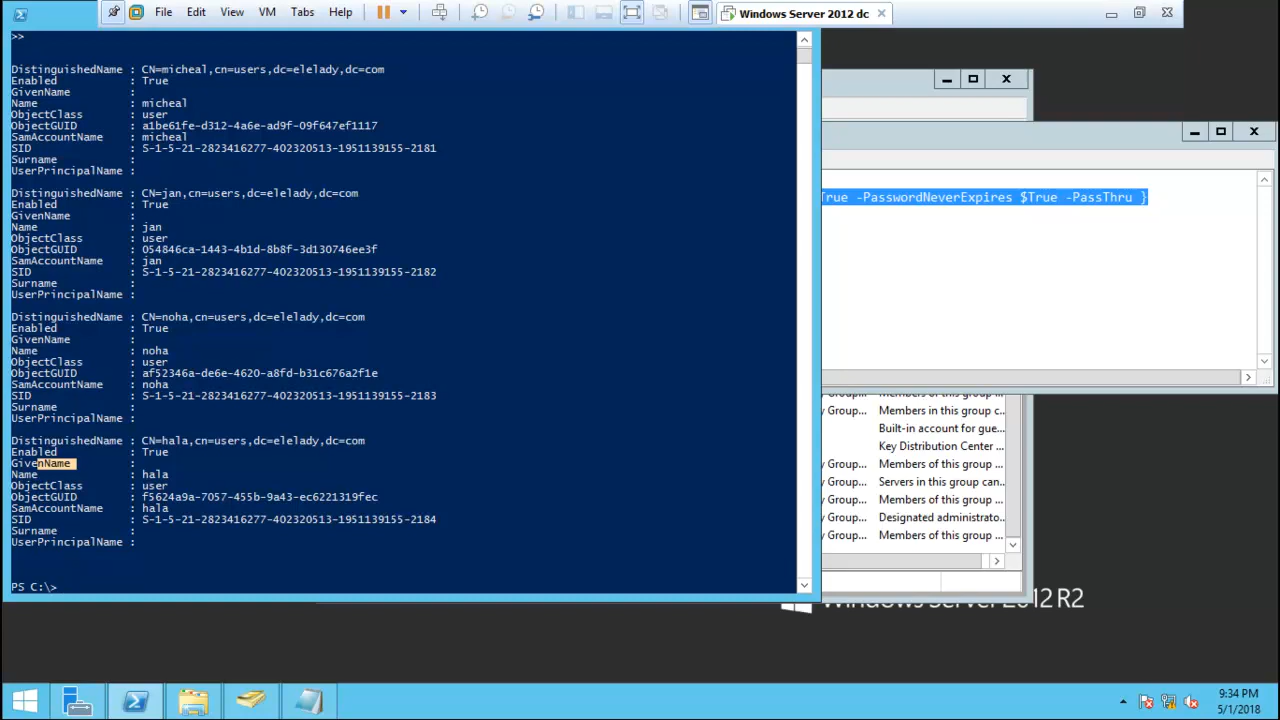 File Edit View VM Tabs Help Windows Server 2012 dc
>>
DistinguishedName : CN=micheal,cn=users,dc=elelady,dc=com
Enabled : True
GivenName :
Name : micheal
ObjectClass : user
ObjectGUID : a1be61fe-d312-4a6e-ad9f-09f647ef1117
SamAccountName : micheal
SID : S-1-5-21-2823416277-402320513-1951139155-2181
Surname :
UserPrincipalName :
DistinguishedName : CN=jan,cn=users,dc=elelady,dc=com
Enabled : True
GivenName :
Name : jan
ObjectClass : user
ObjectGUID : 054846ca-1443-4b1d-8b8f-3d130746ee3f
SamAccountName : jan
SID : S-1-5-21-2823416277-402320513-1951139155-2182
Surname :
UserPrincipalName :
DistinguishedName : CN=noha,cn=users,dc=elelady,dc=com
Enabled : True
GivenName :
Name : noha
ObjectClass : user
ObjectGUID : af52346a-de6e-4620-a8fd-b31c676a2f1e
SamAccountName : noha
SID : S-1-5-21-2823416277-402320513-1951139155-2183
Surname :
UserPrincipalName :
DistinguishedName : CN=hala,cn=users,dc=elelady,dc=com
Enabled : True
GivenName :
Name : hala
ObjectClass : user
ObjectGUID : f5624a9a-7057-455b-9a43-ec6221319fec
SamAccountName : hala
SID : S-1-5-21-2823416277-402320513-1951139155-2184
Surname :
UserPrincipalName :
PS C:\>
True -PasswordNeverExpires $True -PassThru }
y Group... Members of this group ...
y Group... Members in this group c...
Built-in account for gue...
Key Distribution Center ...
y Group... Members of this group ...
y Group... Servers in this group can...
y Group... Members of this group ...
y Group... Designated administrato...
y Group... Members of this group ...
Windows Server 2012 R2
9:34 PM
5/1/2018